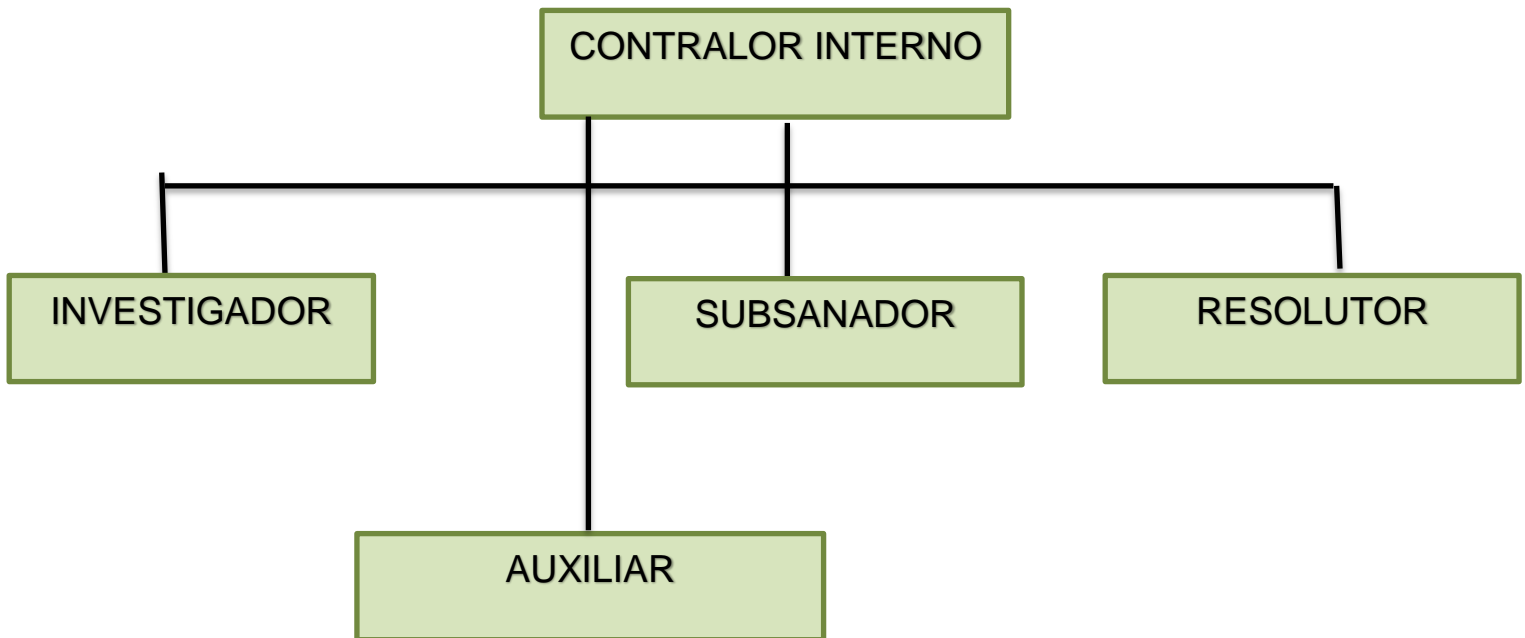 CONTRALOR INTERNO
INVESTIGADOR
SUBSANADOR
RESOLUTOR
AUXILIAR